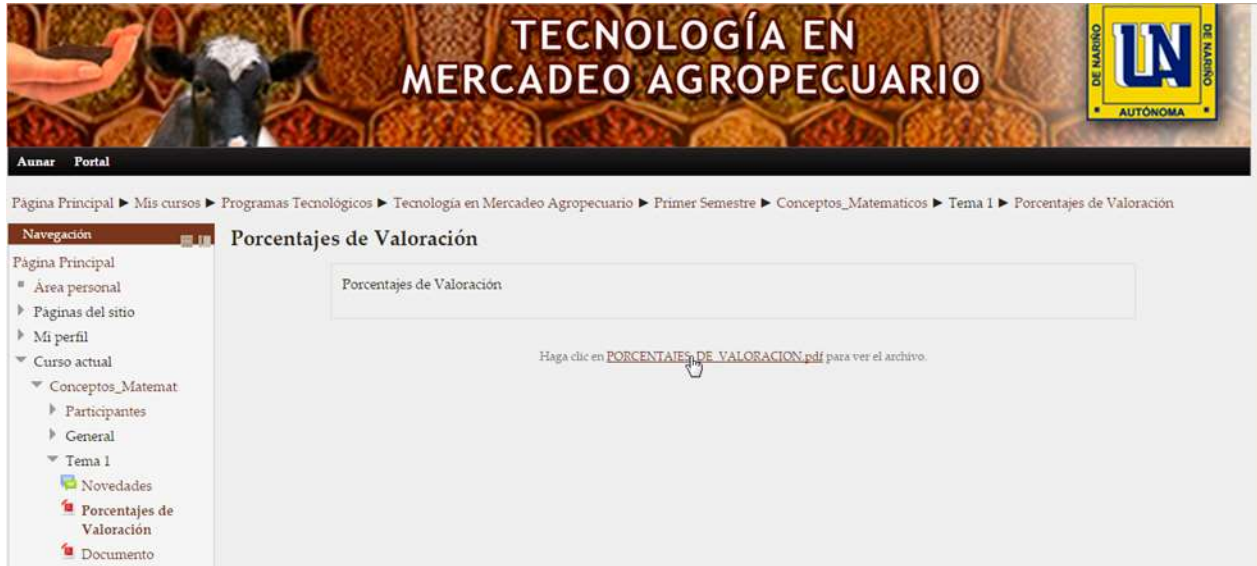 TECNOLOGÍA EN
MERCADEO AGROPECUARIO
DE NARIÑO
UN
DE NARIÑO
AUTÓNOMA
Aunar Portal
Página Principal ► Mis cursos ► Programas Tecnológicos ► Tecnología en Mercadeo Agropecuario ► Primer Semestre ► Conceptos_Matematicos ► Tema 1 ► Porcentajes de Valoración
Navegación
Porcentajes de Valoración
Página Principal
Área personal
Páginas del sitio
Mi perfil
Curso actual
Conceptos_Matemat
Participantes
General
Tema 1
Novedades
Porcentajes de
Valoración
Documento
Porcentajes de Valoración
Haga clic en PORCENTAJES_DE_VALORACION.pdf para ver el archivo.